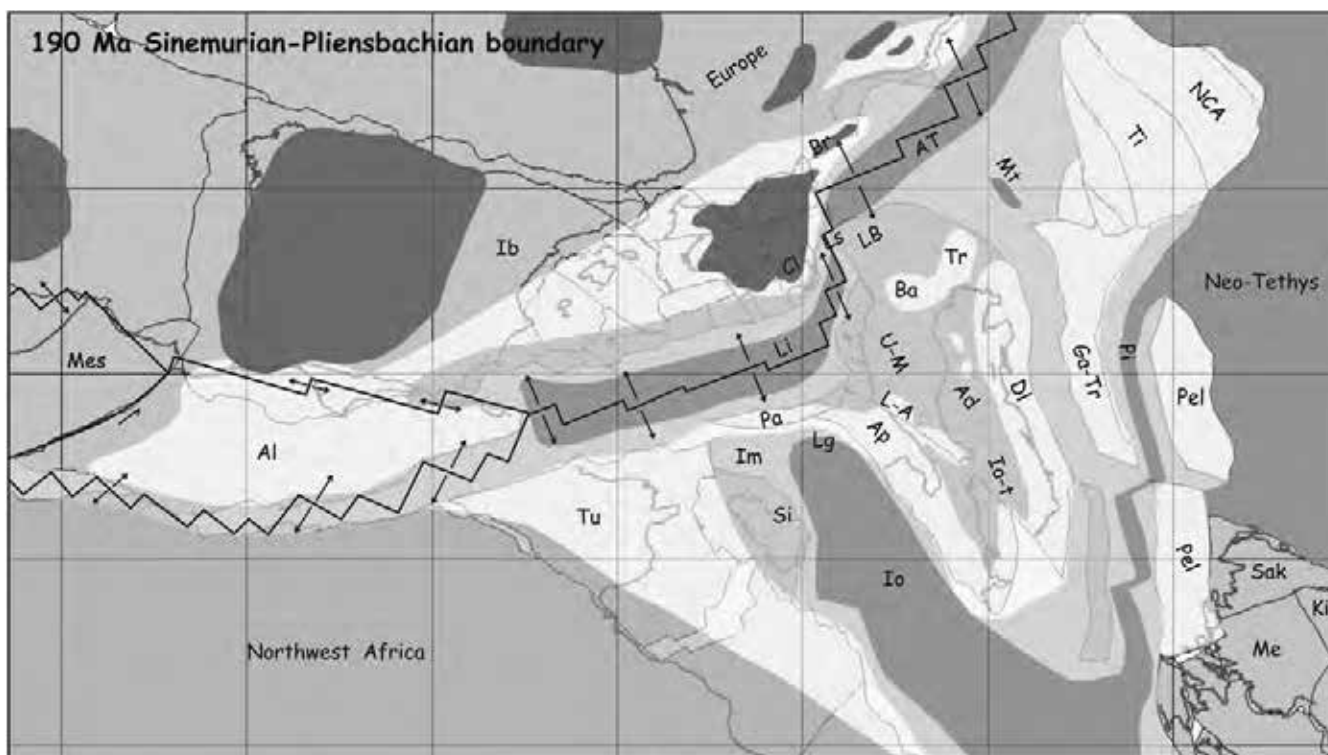 190 Ma Sinemurian-Pliensbachian boundary
Europe
NCA
Ti
Br
AT
Mt
Ib
Ls
LB
Cl
Tr
Ba
Neo-Tethys
Mes
Li
U-M
Pi
Ga-Tr
Ad
Dl
Pel
L-A
Al
Pa
Ap
Lg
Im
Io-t
Tu
Si
Io
Pel
Sak
Ki
Northwest Africa
Me